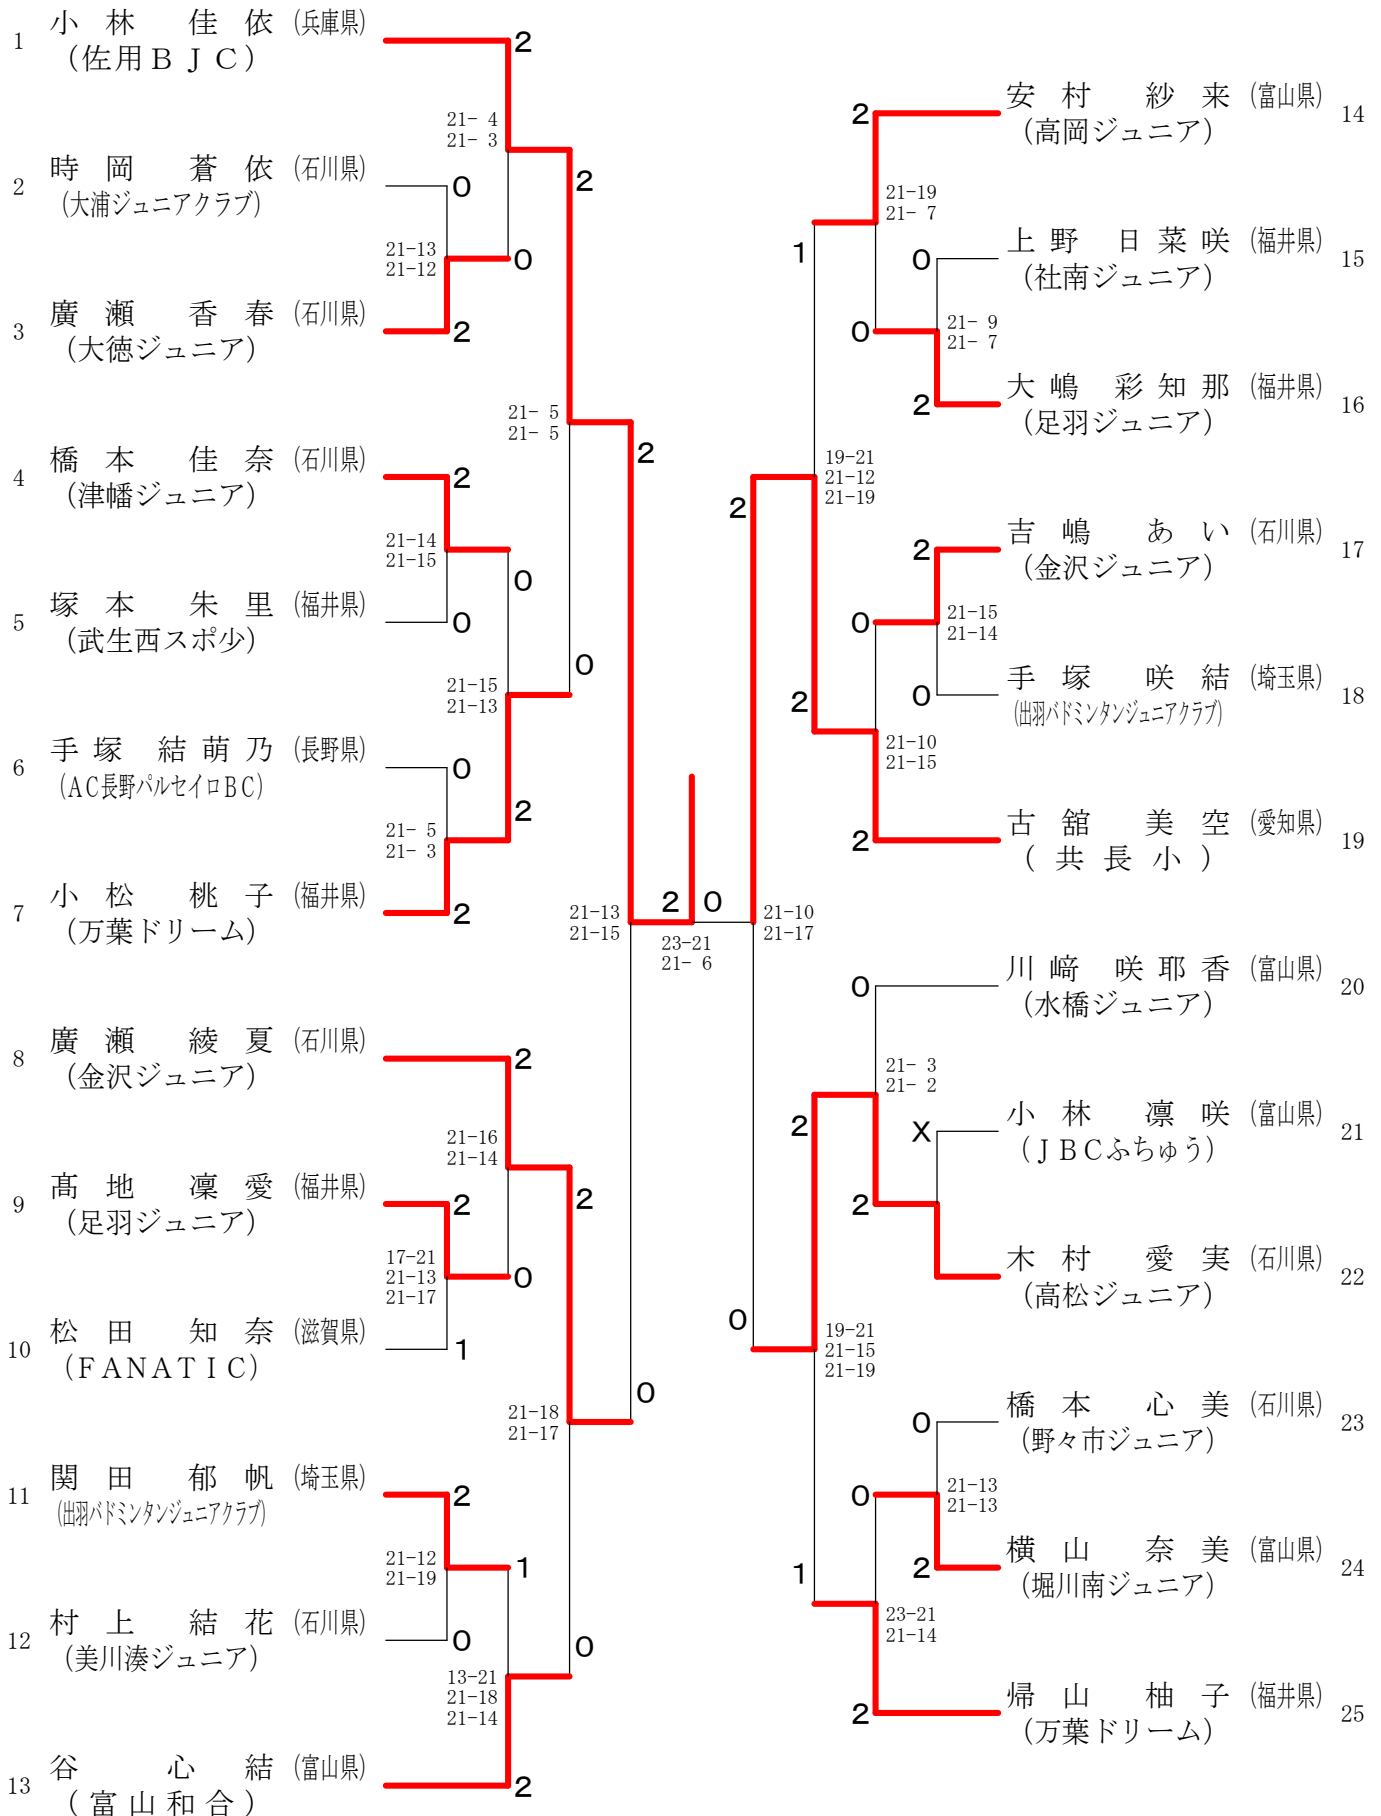 1 小林 佳依 (兵庫県)
(佐用ＢＪＣ)
2
21- 4
21- 3
2 時岡 蒼依 (石川県)
(大浦ジュニアクラブ)
0
2
21-13
21-12
0
3 廣瀬 香春 (石川県)
(大徳ジュニア)
2
21- 5
21- 5
2
4 橋本 佳奈 (石川県)
(津幡ジュニア)
2
21-14
21-15
0
5 塚本 朱里 (福井県)
(武生西スポ少)
0
0
21-15
21-13
6 手塚 結萌乃 (長野県)
(AC長野パルセイロBC)
0
2
21- 5
21- 3
7 小松 桃子 (福井県)
(万葉ドリーム)
2
21-13
21-15
2 0
23-21
21- 6
8 廣瀬 綾夏 (石川県)
(金沢ジュニア)
2
21-16
21-14
9 髙地 凜愛 (福井県)
(足羽ジュニア)
2
2
17-21
21-13
21-17
0
10 松田 知奈 (滋賀県)
(ＦＡＮＡＴＩＣ)
1
0
21-18
21-17
11 関田 郁帆 (埼玉県)
(出羽バドミンタンジュニアクラブ)
2
21-12
21-19
1
12 村上 結花 (石川県)
(美川湊ジュニア)
0
0
13-21
21-18
21-14
13 谷 心結 (富山県)
(富山和合)
2
安村 紗来 (富山県) 14
(高岡ジュニア)
2
21-19
21- 7
1
上野 日菜咲 (福井県) 15
(社南ジュニア)
0
0
21- 9
21- 7
大嶋 彩知那 (福井県) 16
(足羽ジュニア)
2
19-21
21-12
21-19
2
吉嶋 あい (石川県) 17
(金沢ジュニア)
2
0
21-15
21-14
手塚 咲結 (埼玉県) 18
(出羽バドミンタンジュニアクラブ)
0
2
21-10
21-15
古舘 美空 (愛知県) 19
(共長小)
2
21-10
21-17
川﨑 咲耶香 (富山県) 20
(水橋ジュニア)
0
21- 3
21- 2
2
小林 凛咲 (富山県) 21
(ＪＢＣふちゅう)
X
2
木村 愛実 (石川県) 22
(高松ジュニア)
0
19-21
21-15
21-19
橋本 心美 (石川県) 23
(野々市ジュニア)
0
0
21-13
21-13
横山 奈美 (富山県) 24
(堀川南ジュニア)
2
1
23-21
21-14
帰山 柚子 (福井県) 25
(万葉ドリーム)
2